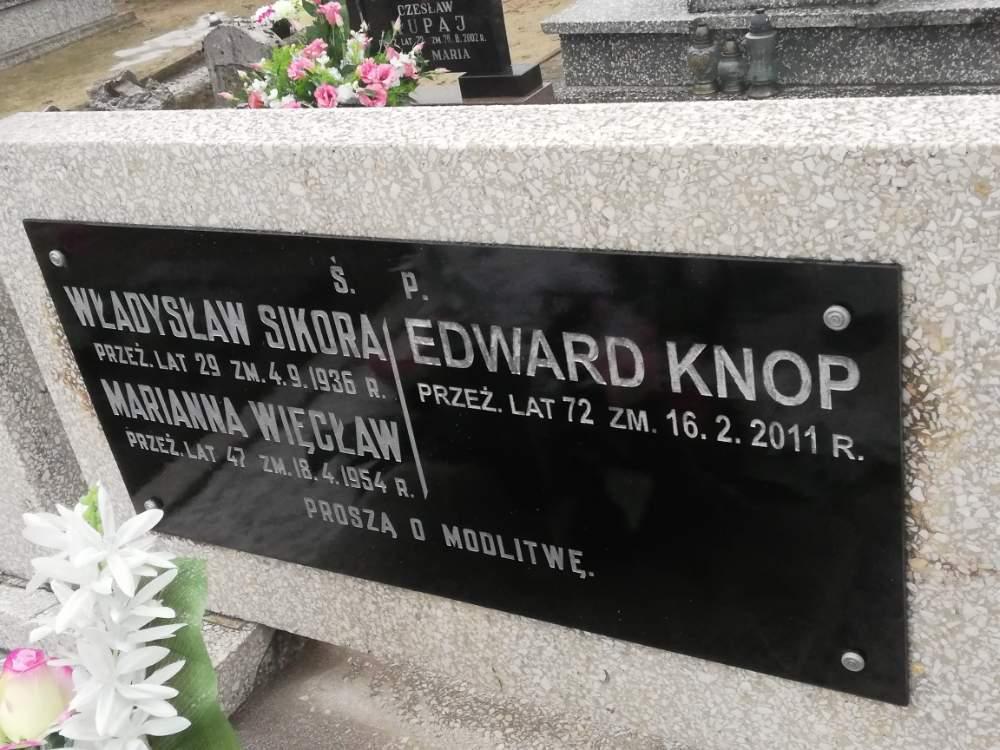 CZESŁAW
MARIA
Ś. P.
WŁADYSŁAW SIKORA
PRZEŻ. LAT 29 ZM. 4.9.1936 R.
MARIANNA WIĘCŁAW
PRZEŻ. LAT 47 ZM. 18.4.1954 R.
EDWARD KNOP
PRZEŻ. LAT 72 ZM. 16.2.2011 R.
PROSZĄ O MODLITWĘ.